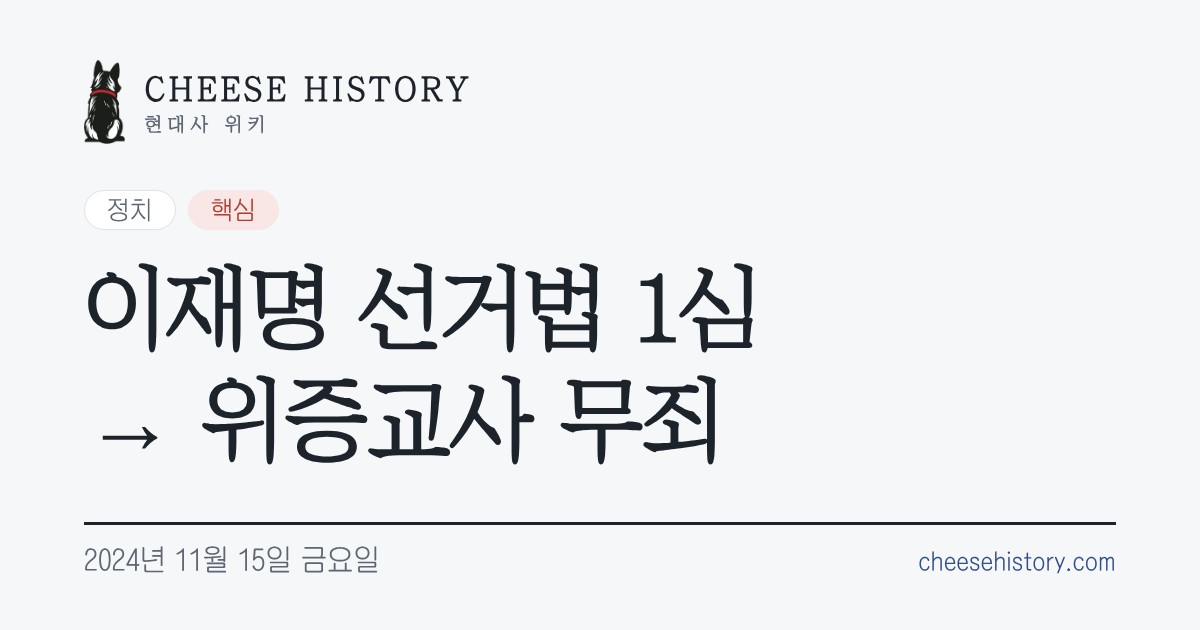 CHEESE HISTORY
현대사 위키
정치 핵심
이재명 선거법 1심
→ 위증교사 무죄
2024년 11월 15일 금요일 cheesehistory.com